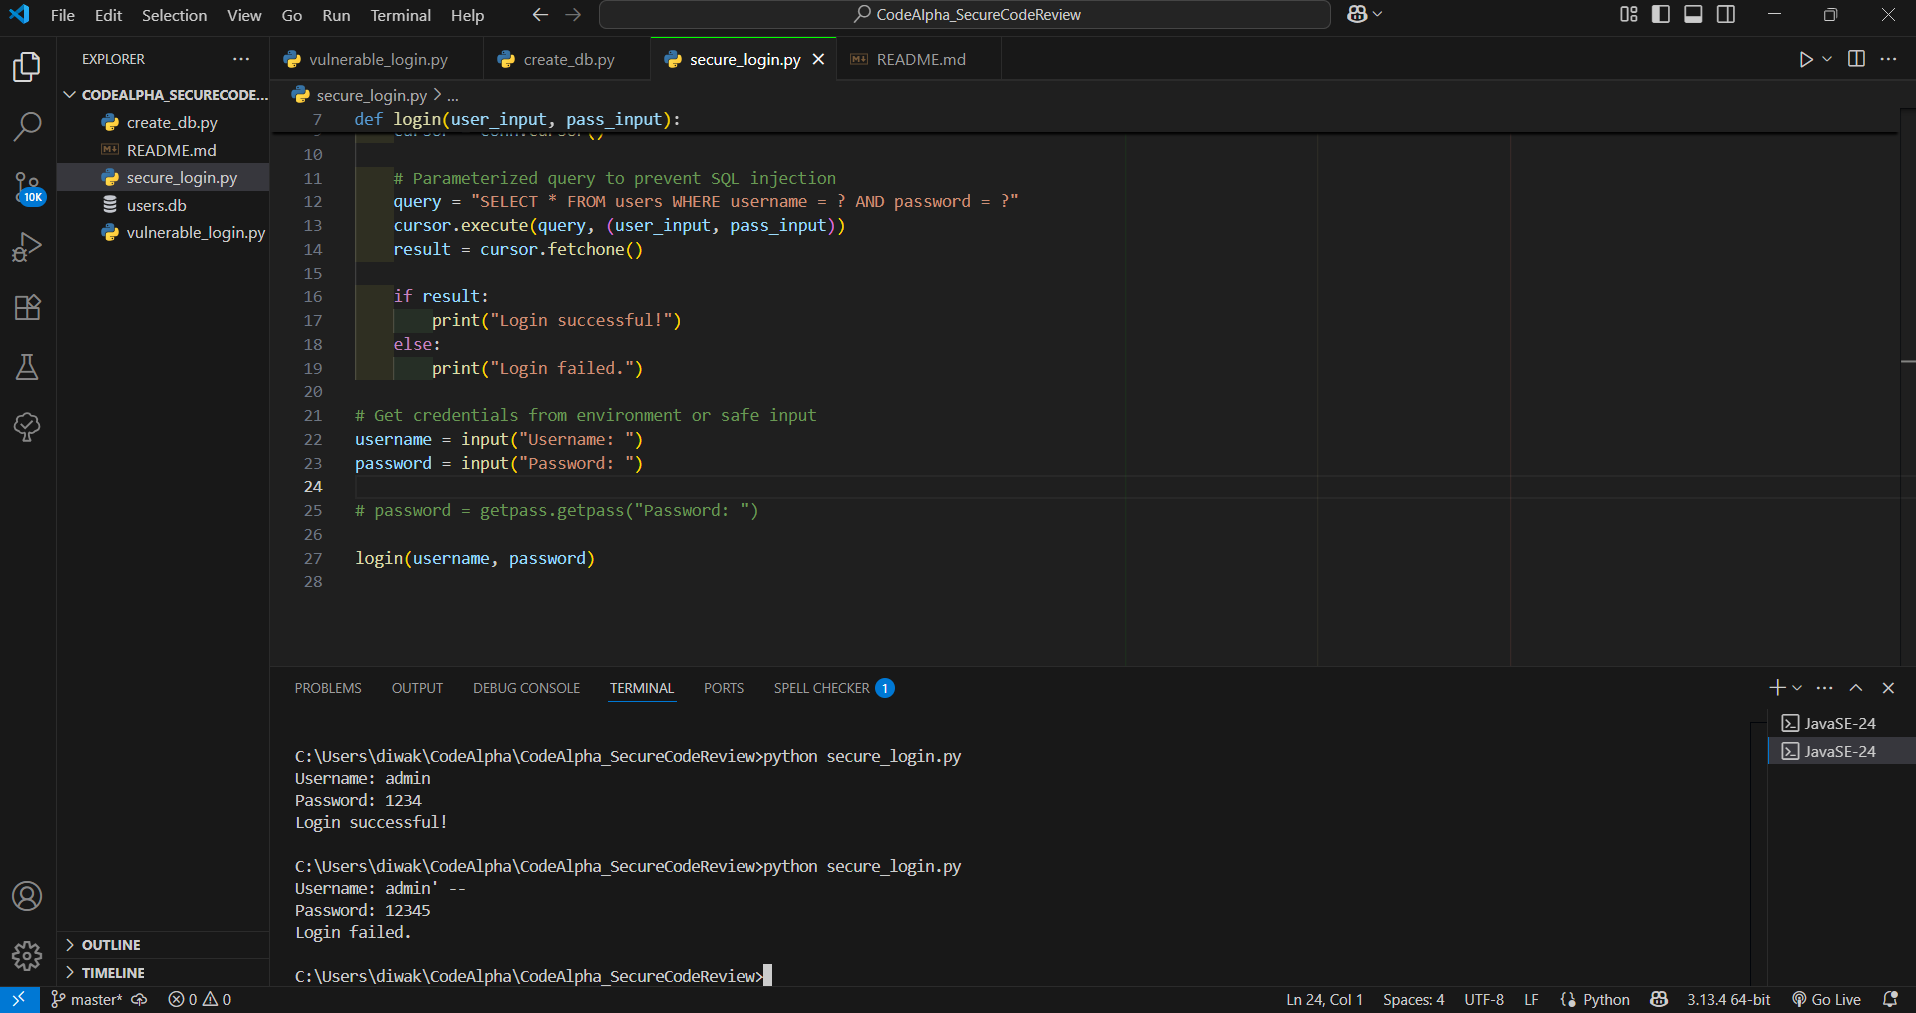 File Edit Selection View Go Run Terminal Help
CodeAlpha_SecureCodeReview
EXPLORER
CODEALPHA_SECURECODE...
create_db.py
README.md
secure_login.py
users.db
vulnerable_login.py
OUTLINE
TIMELINE
10K
vulnerable_login.py create_db.py secure_login.py README.md
secure_login.py > ...
7 def login(user_input, pass_input):
10
11 # Parameterized query to prevent SQL injection
12 query = "SELECT * FROM users WHERE username = ? AND password = ?"
13 cursor.execute(query, (user_input, pass_input))
14 result = cursor.fetchone()
15
16 if result:
17 print("Login successful!")
18 else:
19 print("Login failed.")
20
21 # Get credentials from environment or safe input
22 username = input("Username: ")
23 password = input("Password: ")
24
25 # password = getpass.getpass("Password: ")
26
27 login(username, password)
28
PROBLEMS OUTPUT DEBUG CONSOLE TERMINAL PORTS SPELL CHECKER 1
C:\Users\diwak\CodeAlpha\CodeAlpha_SecureCodeReview>python secure_login.py
Username: admin
Password: 1234
Login successful!
C:\Users\diwak\CodeAlpha\CodeAlpha_SecureCodeReview>python secure_login.py
Username: admin' --
Password: 12345
Login failed.
C:\Users\diwak\CodeAlpha\CodeAlpha_SecureCodeReview>
JavaSE-24
JavaSE-24
master* 0 0 Ln 24, Col 1 Spaces: 4 UTF-8 LF Python 3.13.4 64-bit Go Live